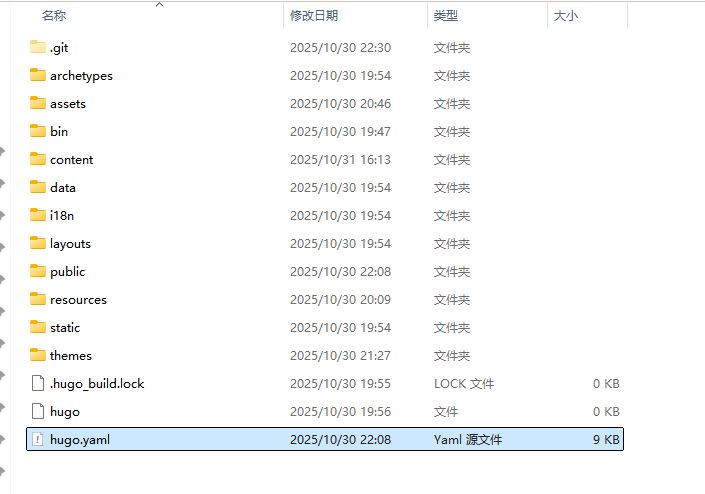 名称 修改日期 类型 大小
.git 2025/10/30 22:30 文件夹
archetypes 2025/10/30 19:54 文件夹
assets 2025/10/30 20:46 文件夹
bin 2025/10/30 19:47 文件夹
content 2025/10/31 16:13 文件夹
data 2025/10/30 19:54 文件夹
i18n 2025/10/30 19:54 文件夹
layouts 2025/10/30 19:54 文件夹
public 2025/10/30 22:08 文件夹
resources 2025/10/30 20:09 文件夹
static 2025/10/30 19:54 文件夹
themes 2025/10/30 21:27 文件夹
.hugo_build.lock 2025/10/30 19:55 LOCK 文件 0 KB
hugo 2025/10/30 19:56 文件 0 KB
hugo.yaml 2025/10/30 22:08 Yaml 源文件 9 KB